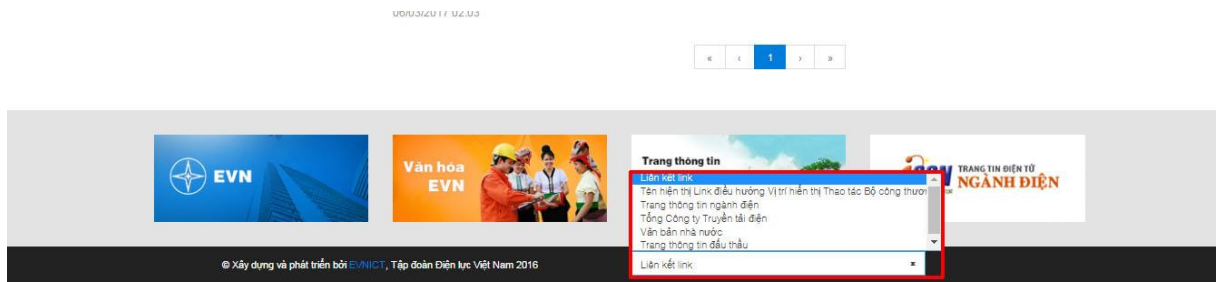 06/03/2017 02:03
« ‹ 1 › »
EVN
Văn hóa
EVN
Trang thông tin
TRANG TIN ĐIỆN TỬ
NGÀNH ĐIỆN
Liên kết link
Tên hiện thị Link điều hướng Vị trí hiển thị Thao tác Bộ công thươn
Trang thông tin ngành điện
Tổng Công ty Truyền tải điện
Văn bản nhà nước
Trang thông tin đấu thầu
© Xây dựng và phát triển bởi EVNICT, Tập đoàn Điện lực Việt Nam 2016
Liên kết link